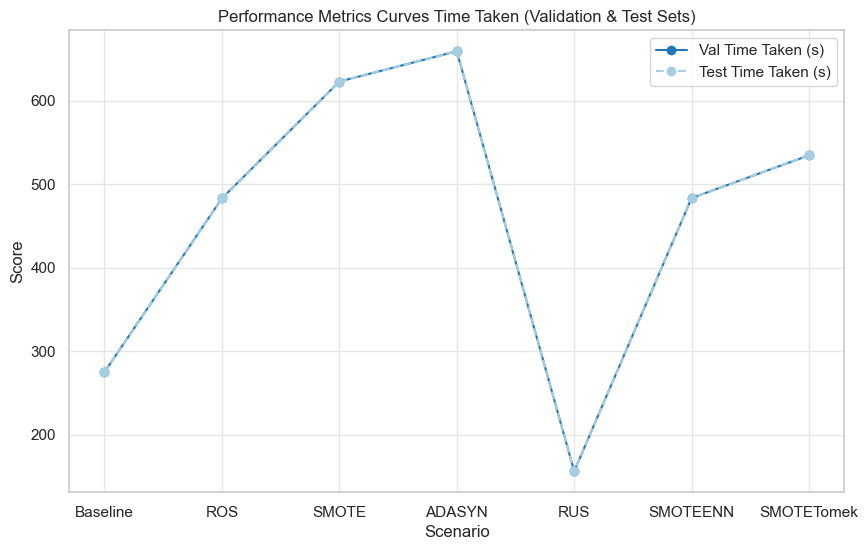 Performance Metrics Curves Time Taken (Validation & Test Sets)
Val Time Taken (s)
Test Time Taken (s)
Score
600
500
400
300
200
Baseline ROS SMOTE ADASYN RUS SMOTEENN SMOTETomek
Scenario